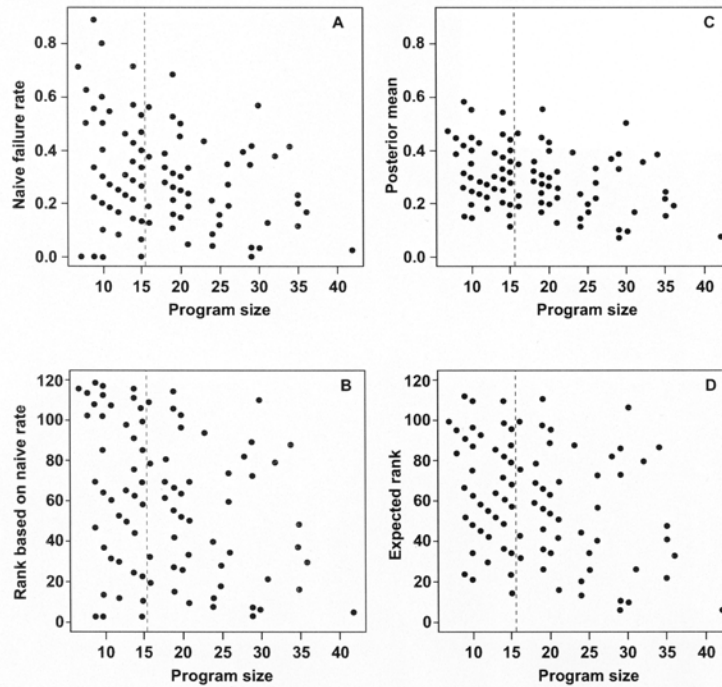 A
Naive failure rate
0.8
0.6
0.4
0.2
0.0
10 15 20 25 30 35 40
Program size
C
Posterior mean
0.8
0.6
0.4
0.2
0.0
10 15 20 25 30 35 40
Program size
B
Rank based on naive rate
120
100
80
60
40
20
0
10 15 20 25 30 35 40
Program size
D
Expected rank
120
100
80
60
40
20
0
10 15 20 25 30 35 40
Program size